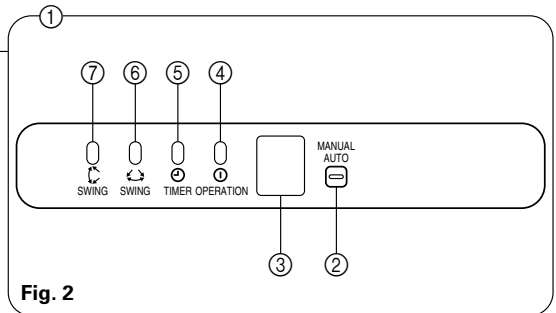 ①
⑦ ⑥ ⑤ ④
MANUAL
AUTO
SWING SWING TIMER OPERATION
③ ②
Fig. 2